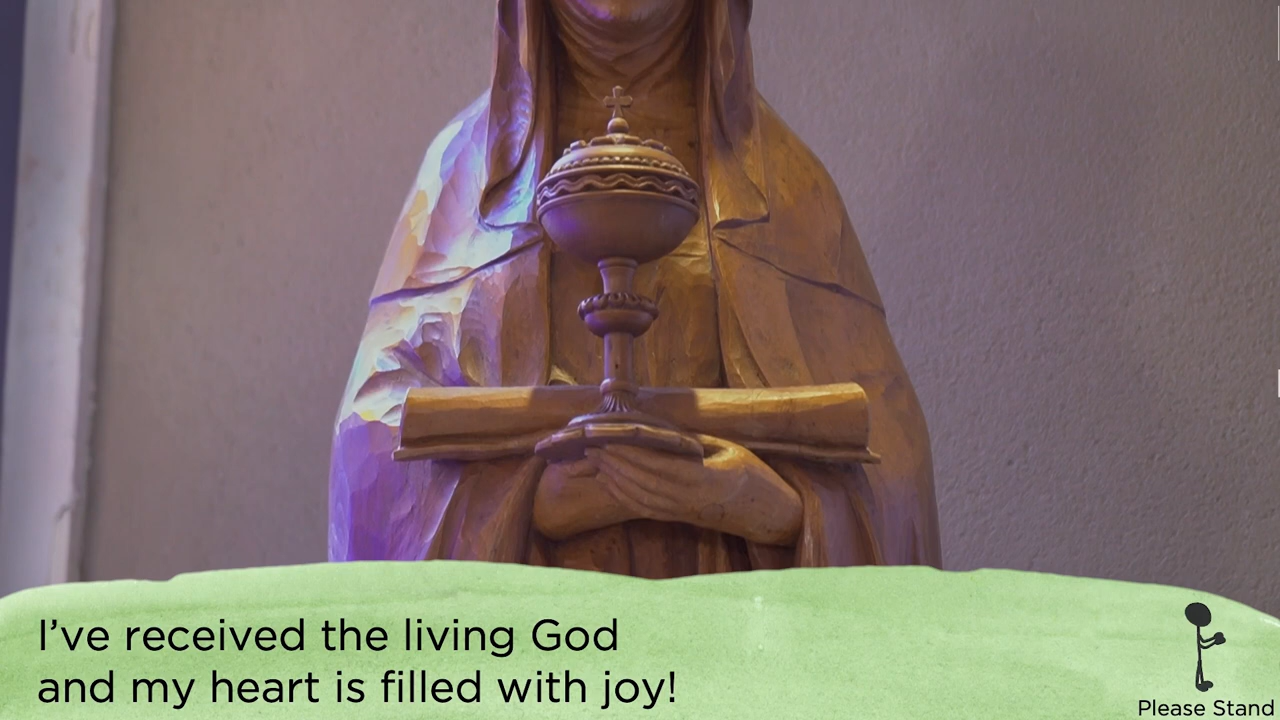 I’ve received the living God
and my heart is filled with joy!
Please Stand